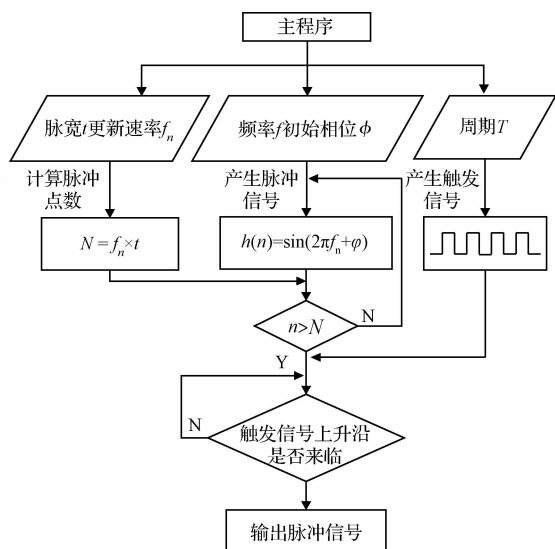 主程序
脉宽t更新速率fn
频率f初始相位ϕ
周期T
计算脉冲
点数
产生脉冲
信号
产生触发
信号
N = fn×t
h(n)=sin(2πfn+φ)
n>N
N
Y
N
触发信号上升沿
是否来临
输出脉冲信号